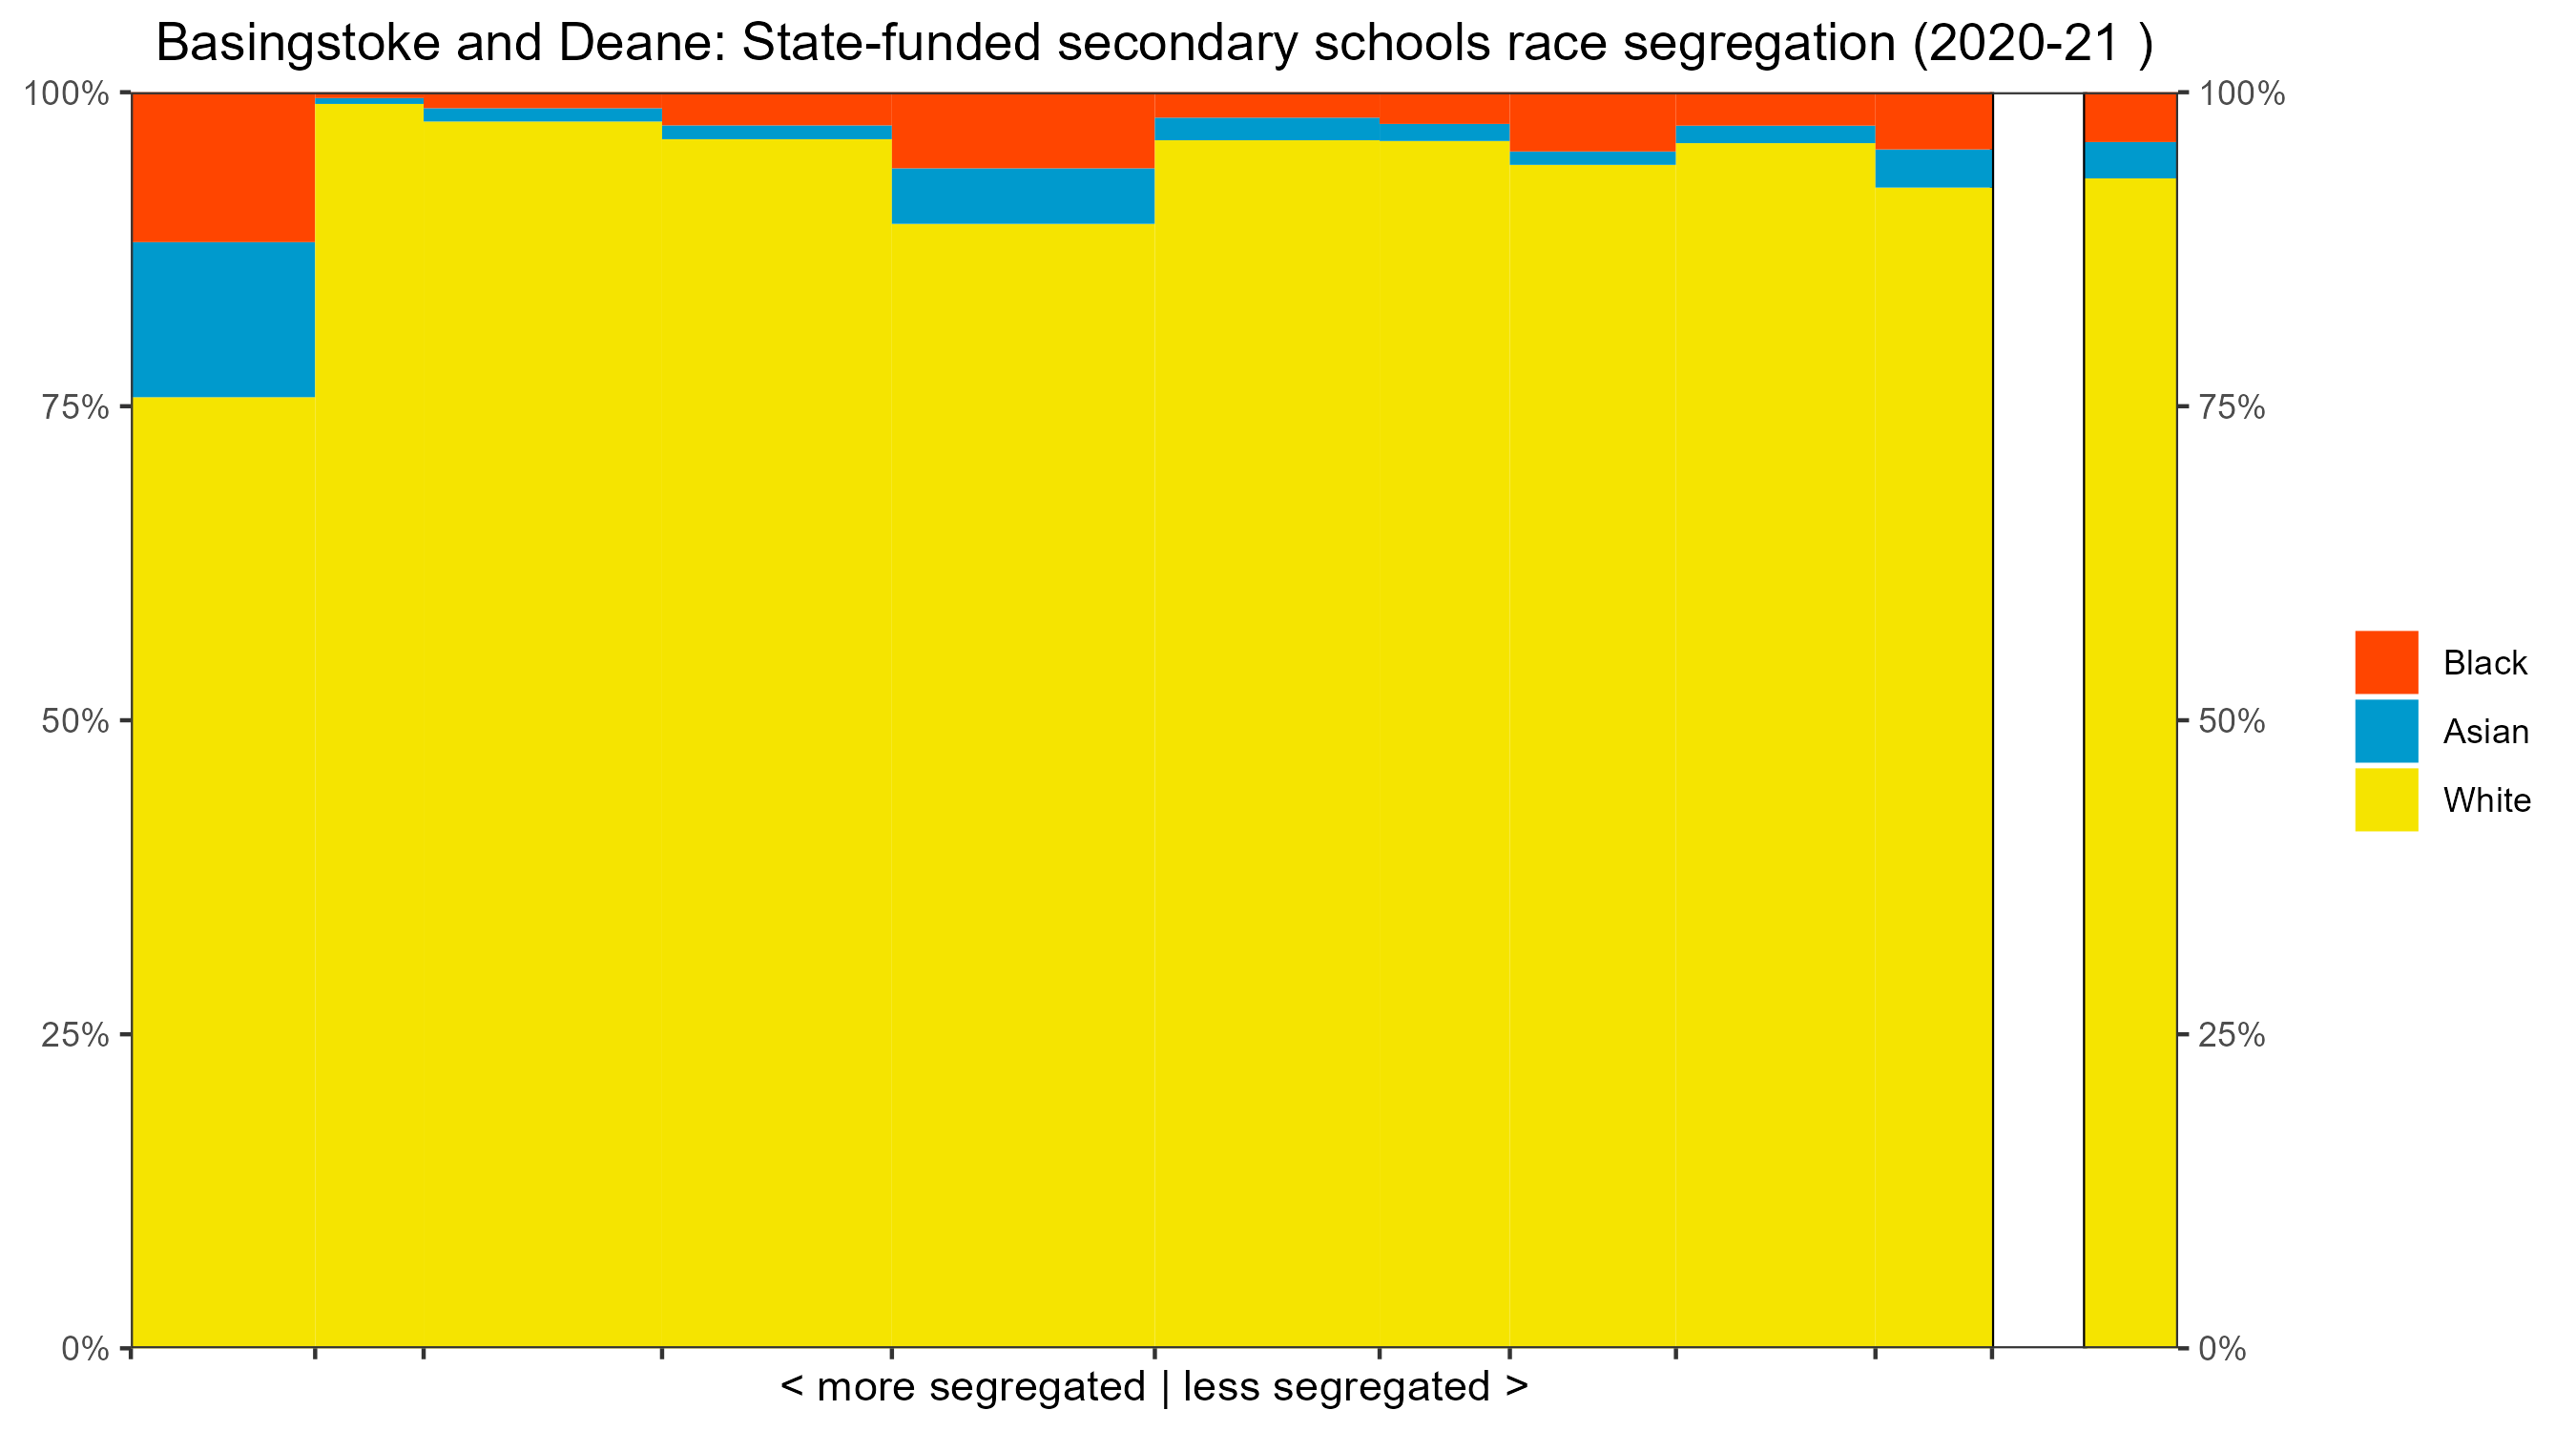 Basingstoke and Deane: State-funded secondary schools race segregation (2020-21 )
100%
75%
50%
25%
0%
100%
75%
50%
25%
0%
Black
Asian
White
< more segregated | less segregated >